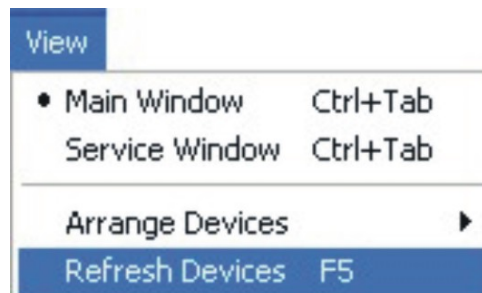 View
• Main Window Ctrl+Tab
Service Window Ctrl+Tab
Arrange Devices
Refresh Devices F5